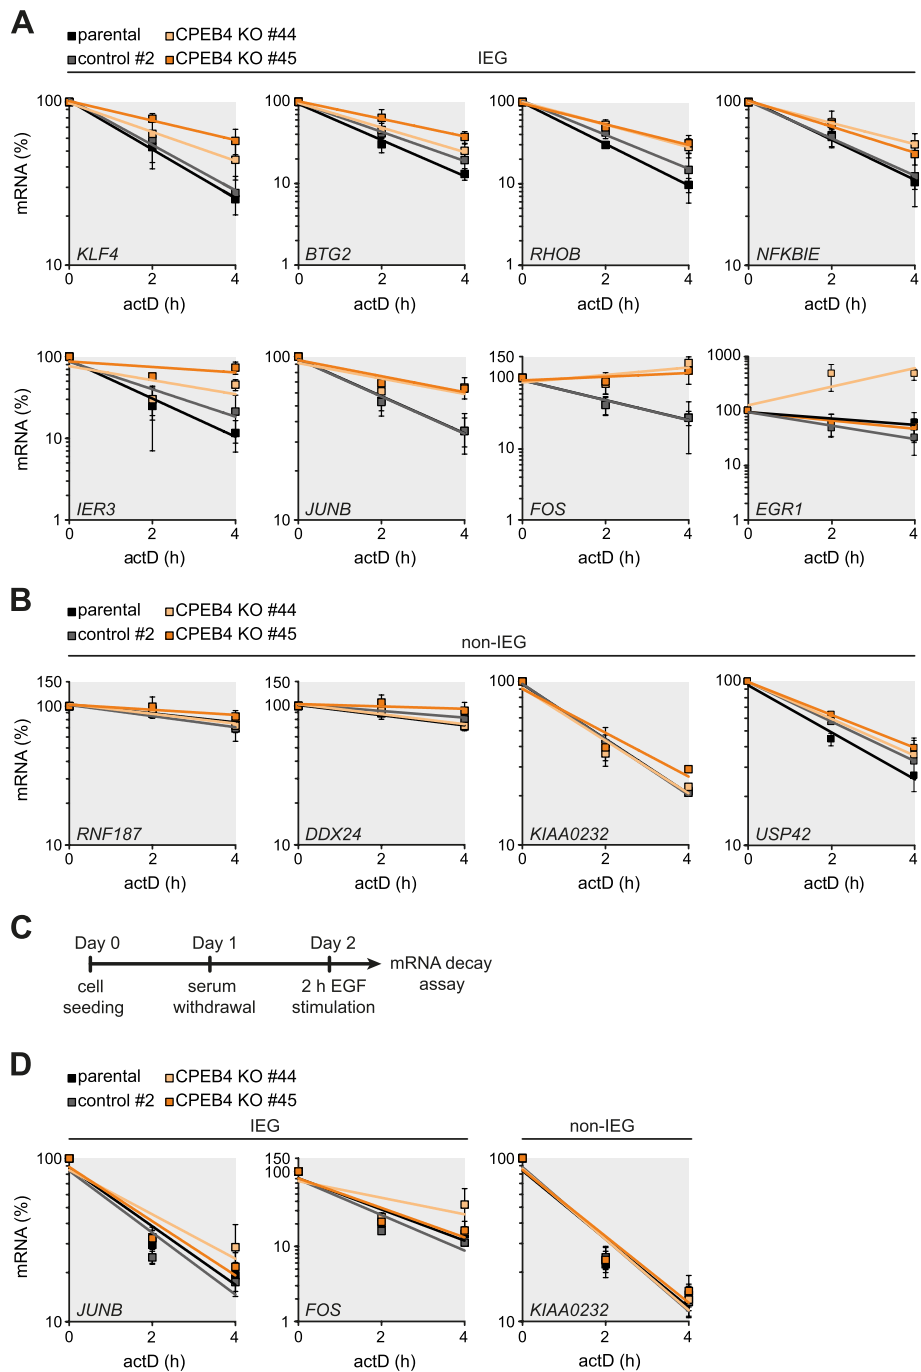 A
parental
CPEB4 KO #44
control #2
CPEB4 KO #45
IEG
mRNA (%)
100
10
KLF4
0 2 4
actD (h)
100
10
1
BTG2
0 2 4
actD (h)
100
10
1
RHOB
0 2 4
actD (h)
100
10
NFKBIE
0 2 4
actD (h)
mRNA (%)
100
10
1
IER3
0 2 4
actD (h)
100
10
JUNB
0 2 4
actD (h)
150
100
10
1
FOS
0 2 4
actD (h)
1000
100
10
1
EGR1
0 2 4
actD (h)
B
parental
CPEB4 KO #44
control #2
CPEB4 KO #45
non-IEG
mRNA (%)
150
100
10
RNF187
0 2 4
actD (h)
150
100
10
DDX24
0 2 4
actD (h)
100
10
KIAA0232
0 2 4
actD (h)
100
10
USP42
0 2 4
actD (h)
C
Day 0
Day 1
Day 2
cell
seeding
serum
withdrawal
2 h EGF
stimulation
mRNA decay
assay
D
parental
CPEB4 KO #44
control #2
CPEB4 KO #45
IEG
non-IEG
mRNA (%)
100
10
JUNB
0 2 4
actD (h)
150
100
10
1
FOS
0 2 4
actD (h)
100
10
KIAA0232
0 2 4
actD (h)